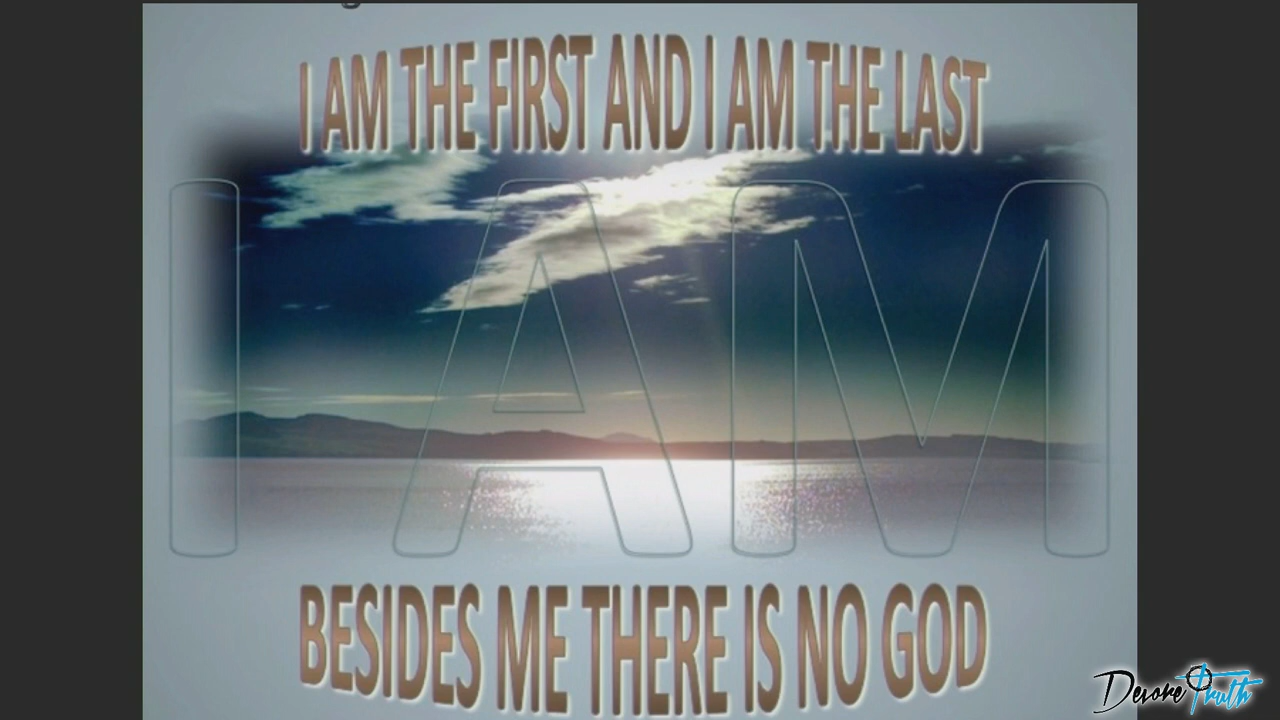 I AM THE FIRST AND I AM THE LAST
I AM
BESIDES ME THERE IS NO GOD
Devore Truth